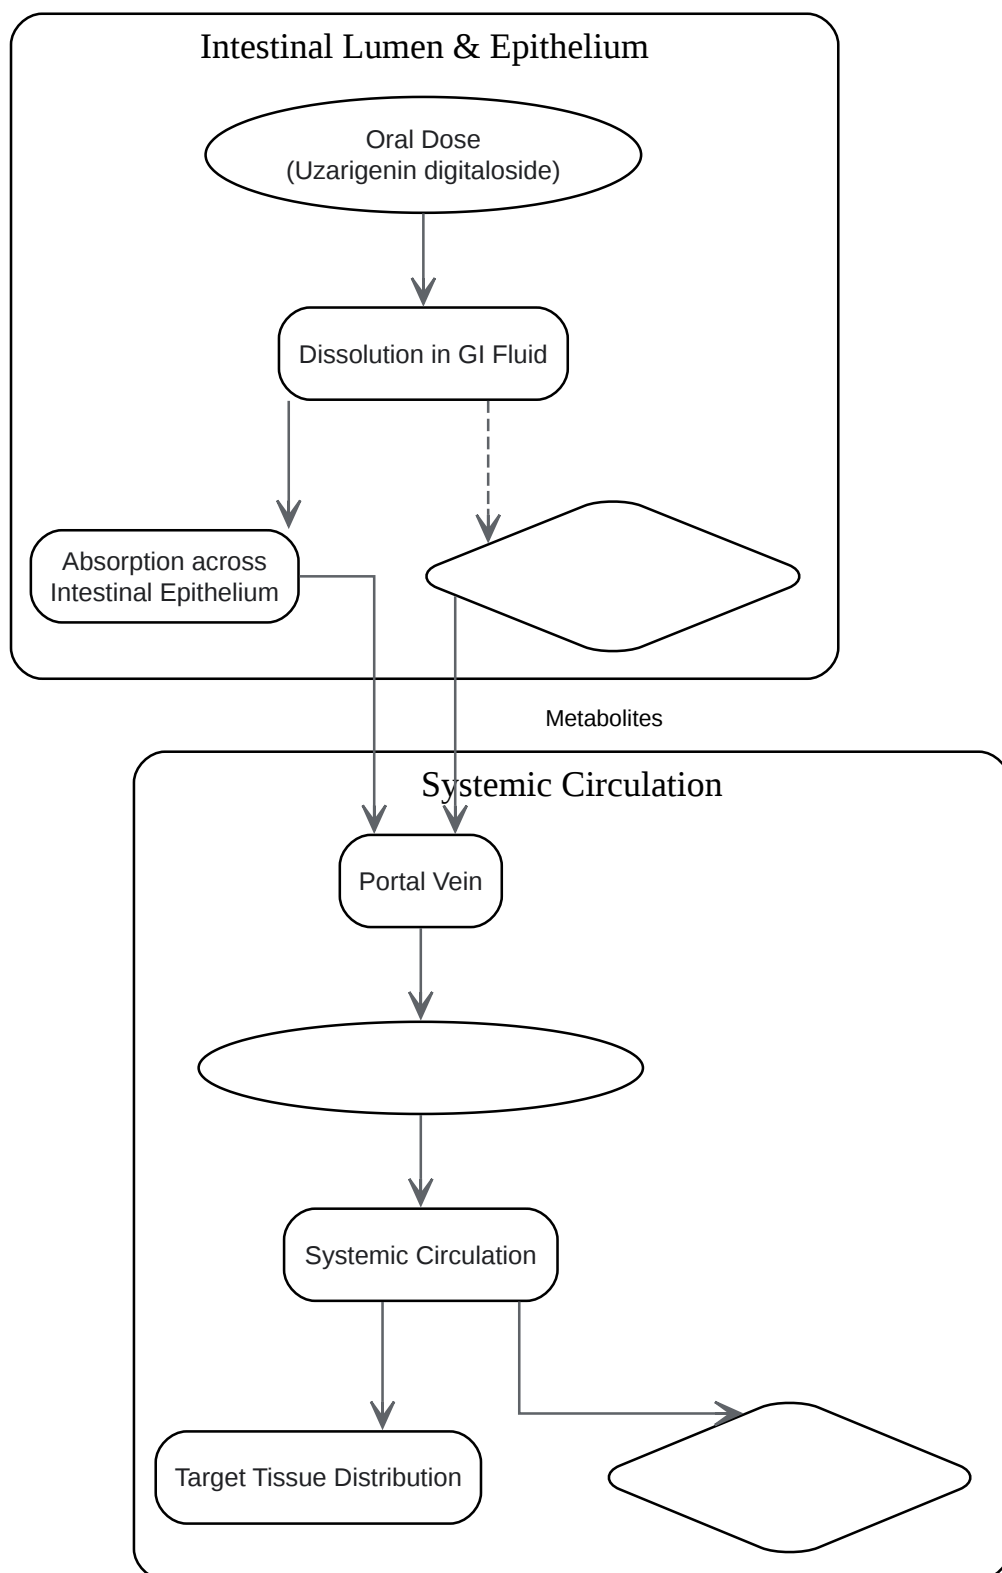 Intestinal Lumen & Epithelium
Oral Dose
(Uzarigenin digitaloside)
Dissolution in GI Fluid
Absorption across
Intestinal Epithelium
Metabolites
Systemic Circulation
Portal Vein
Systemic Circulation
Target Tissue Distribution